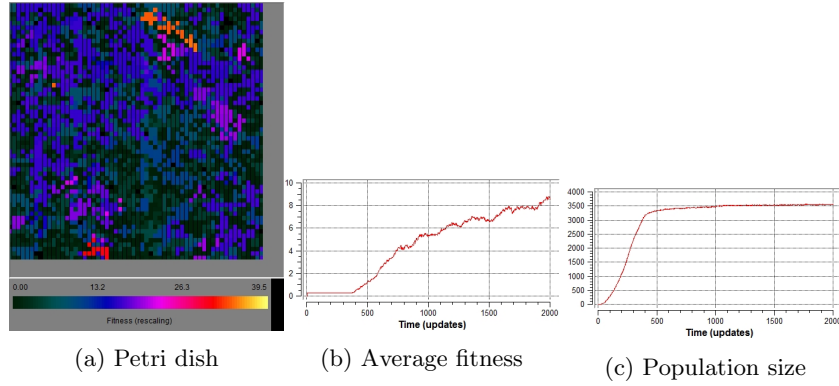 0.00 13.2 26.3 39.5
Fitness (rescaling)
(a) Petri dish
10
8
6
4
2
0
0 500 1000 1500 2000
Time (updates)
(b) Average fitness
4000
3500
3000
2500
2000
1500
1000
500
0
0 500 1000 1500 2000
Time (updates)
(c) Population size